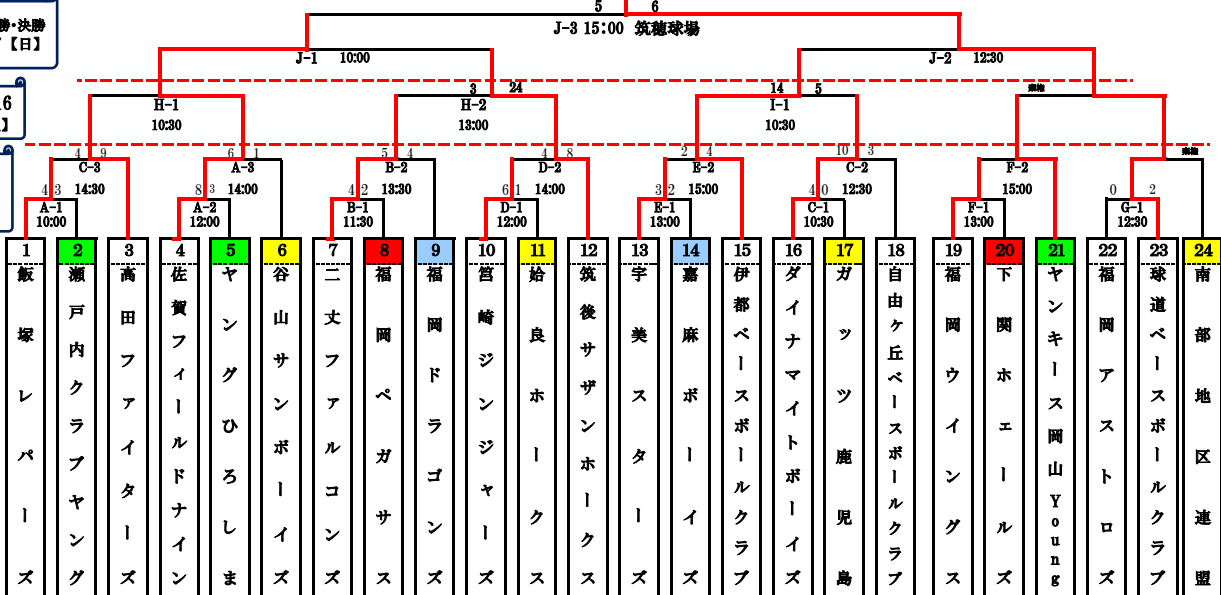 5 6
J-3 15:00 筑穂球場
勝・決勝
【日】
J-1 10:00
J-2 12:30
3 24
14 5
棄権
H-1
10:30
H-2
13:00
I-1
10:30
4 9
6 1
5 4
4 8
2 4
10 3
棄権
C-3
14:30
A-3
14:00
B-2
13:30
D-2
14:00
E-2
15:00
C-2
12:30
F-2
15:00
4 3
8 3
4 2
6 1
3 2
4 0
0 2
A-1
10:00
A-2
12:00
B-1
11:30
D-1
12:00
E-1
13:00
C-1
10:30
F-1
13:00
G-1
12:30
1 飯塚レパーズ
2 瀬戸内クラブヤング
3 高田ファイターズ
4 佐賀フィールドナイン
5 ヤングひろしま
6 谷山サンボーイズ
7 二丈ファルコンズ
8 福岡ペガサス
9 福岡ドラゴンズ
10 筥崎ジンジャーズ
11 姶良ホークス
12 筑後サザンホークス
13 宇美スターズ
14 嘉麻ボーイズ
15 伊都ベースボールクラブ
16 ダイナマイトボーイズ
17 ガッツ鹿児島
18 自由ヶ丘ベースボールクラブ
19 福岡ウイングス
20 下関ホエールズ
21 ヤンキース岡山Young
22 福岡アストロズ
23 球道ベースボールクラブ
24 南部地区連盟